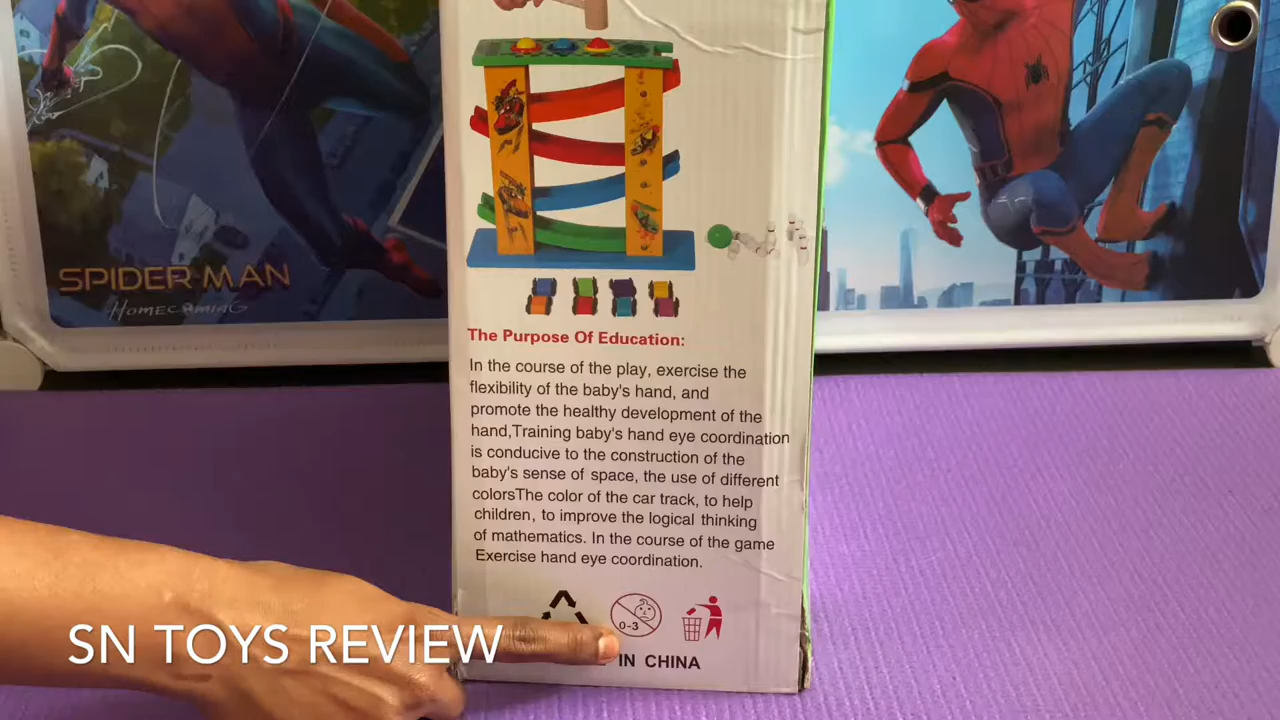 SPIDER-MAN
HOMECOMING
The Purpose Of Education:
In the course of the play, exercise the
flexibility of the baby's hand, and
promote the healthy development of the
hand,Training baby's hand eye coordination
is conducive to the construction of the
baby's sense of space, the use of different
colorsThe color of the car track, to help
children, to improve the logical thinking
of mathematics. In the course of the game
Exercise hand eye coordination.
0-3
IN CHINA
SN TOYS REVIEW